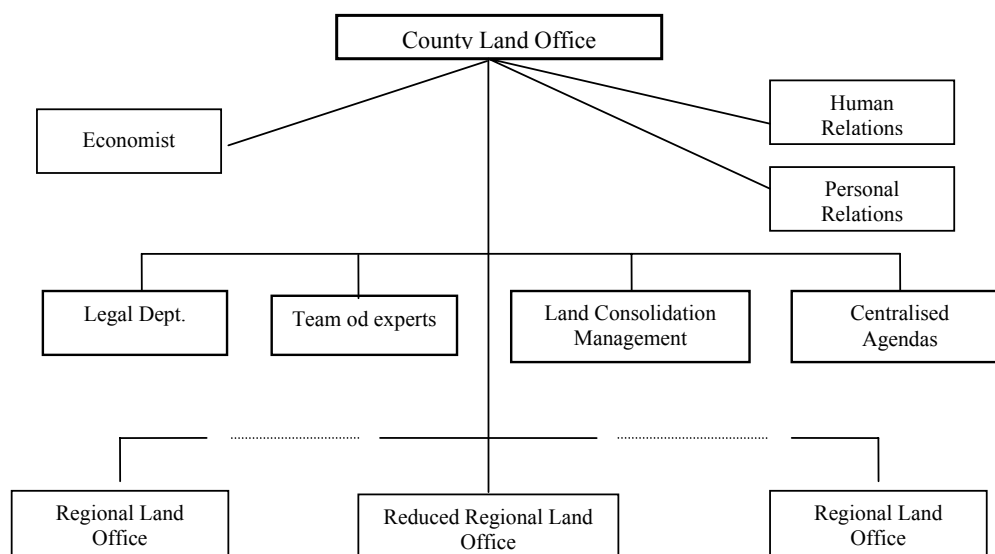 County Land Office
Economist
Human
Relations
Personal
Relations
Legal Dept.
Team od experts
Land Consolidation
Management
Centralised
Agendas
Regional Land
Office
Reduced Regional Land
Office
Regional Land
Office